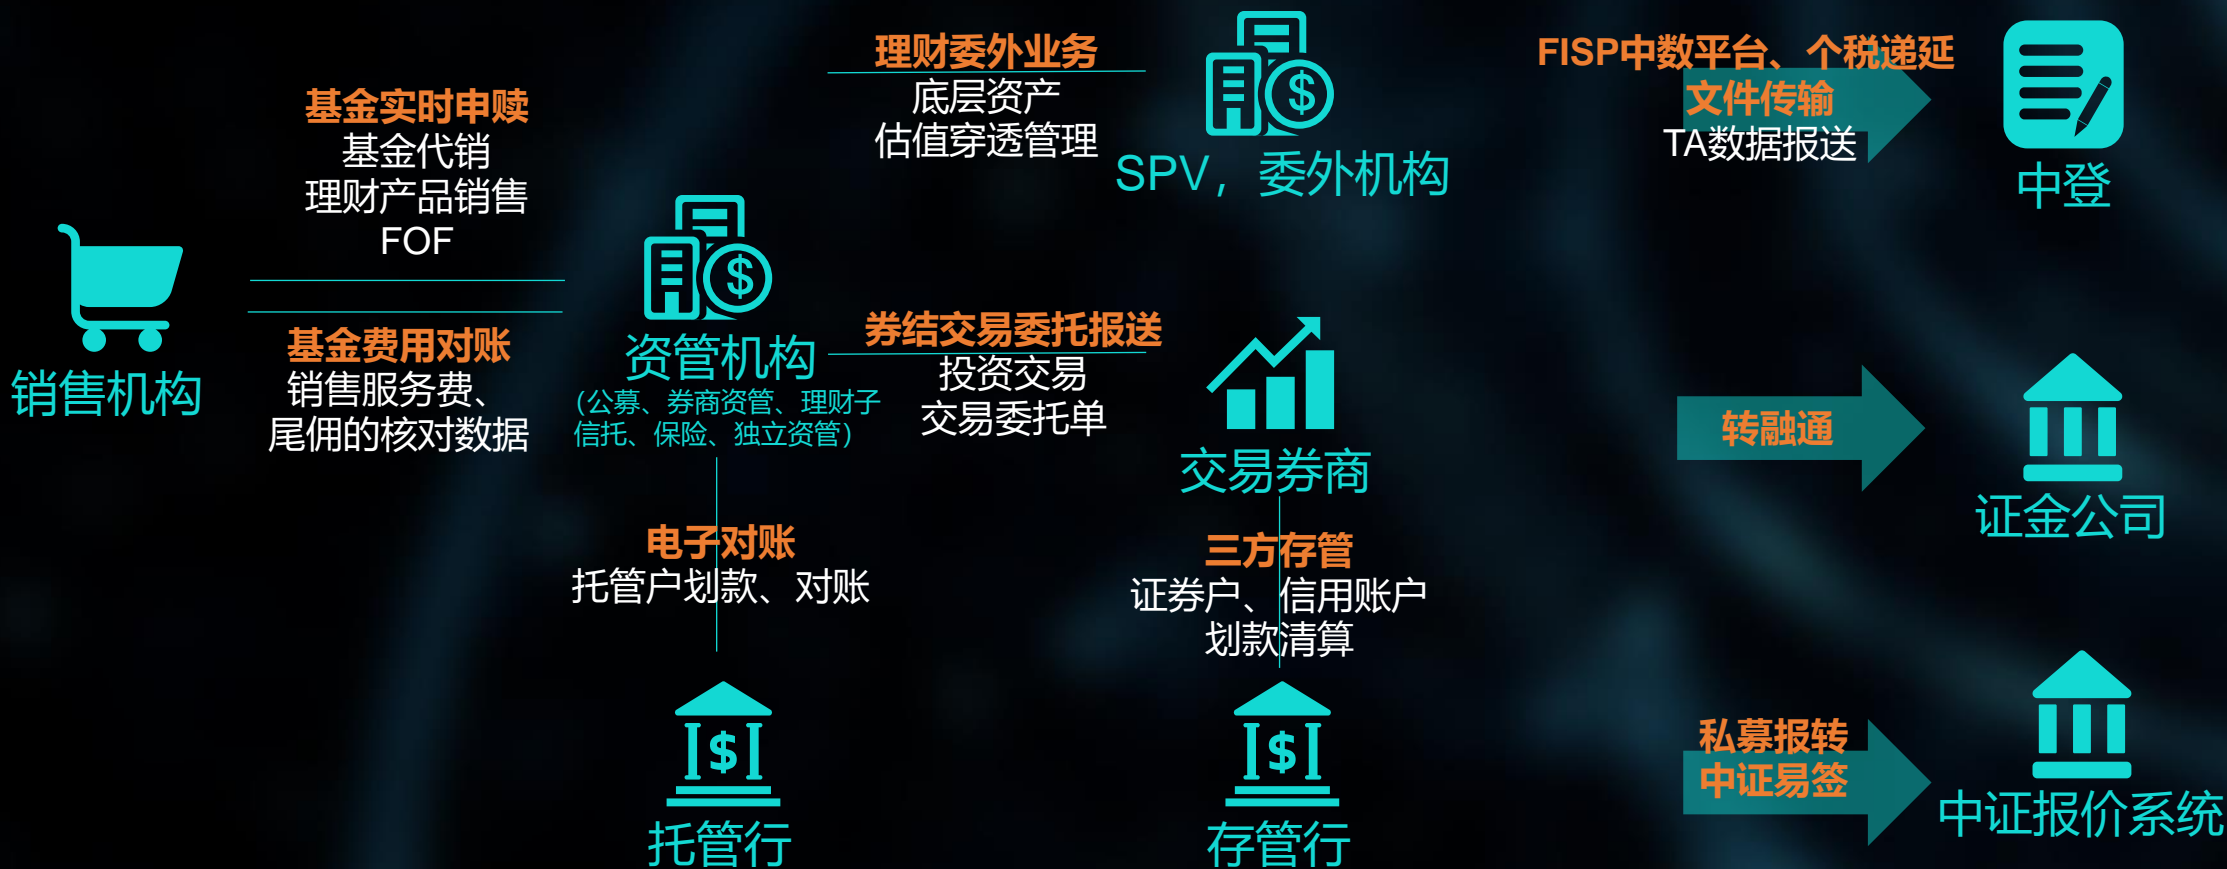 基金实时申赎
基金代销
理财产品销售
FOF
基金费用对账
销售服务费、
尾佣的核对数据
销售机构
资管机构
(公募、券商资管、理财子
信托、保险、独立资管)
理财委外业务
底层资产
估值穿透管理
SPV，委外机构
券结交易委托报送
投资交易
交易委托单
交易券商
电子对账
托管户划款、对账
托管行
三方存管
证券户、信用账户
划款清算
存管行
FISP中数平台、个税递延
文件传输
TA数据报送
中登
转融通
证金公司
私募报转
中证易签
中证报价系统